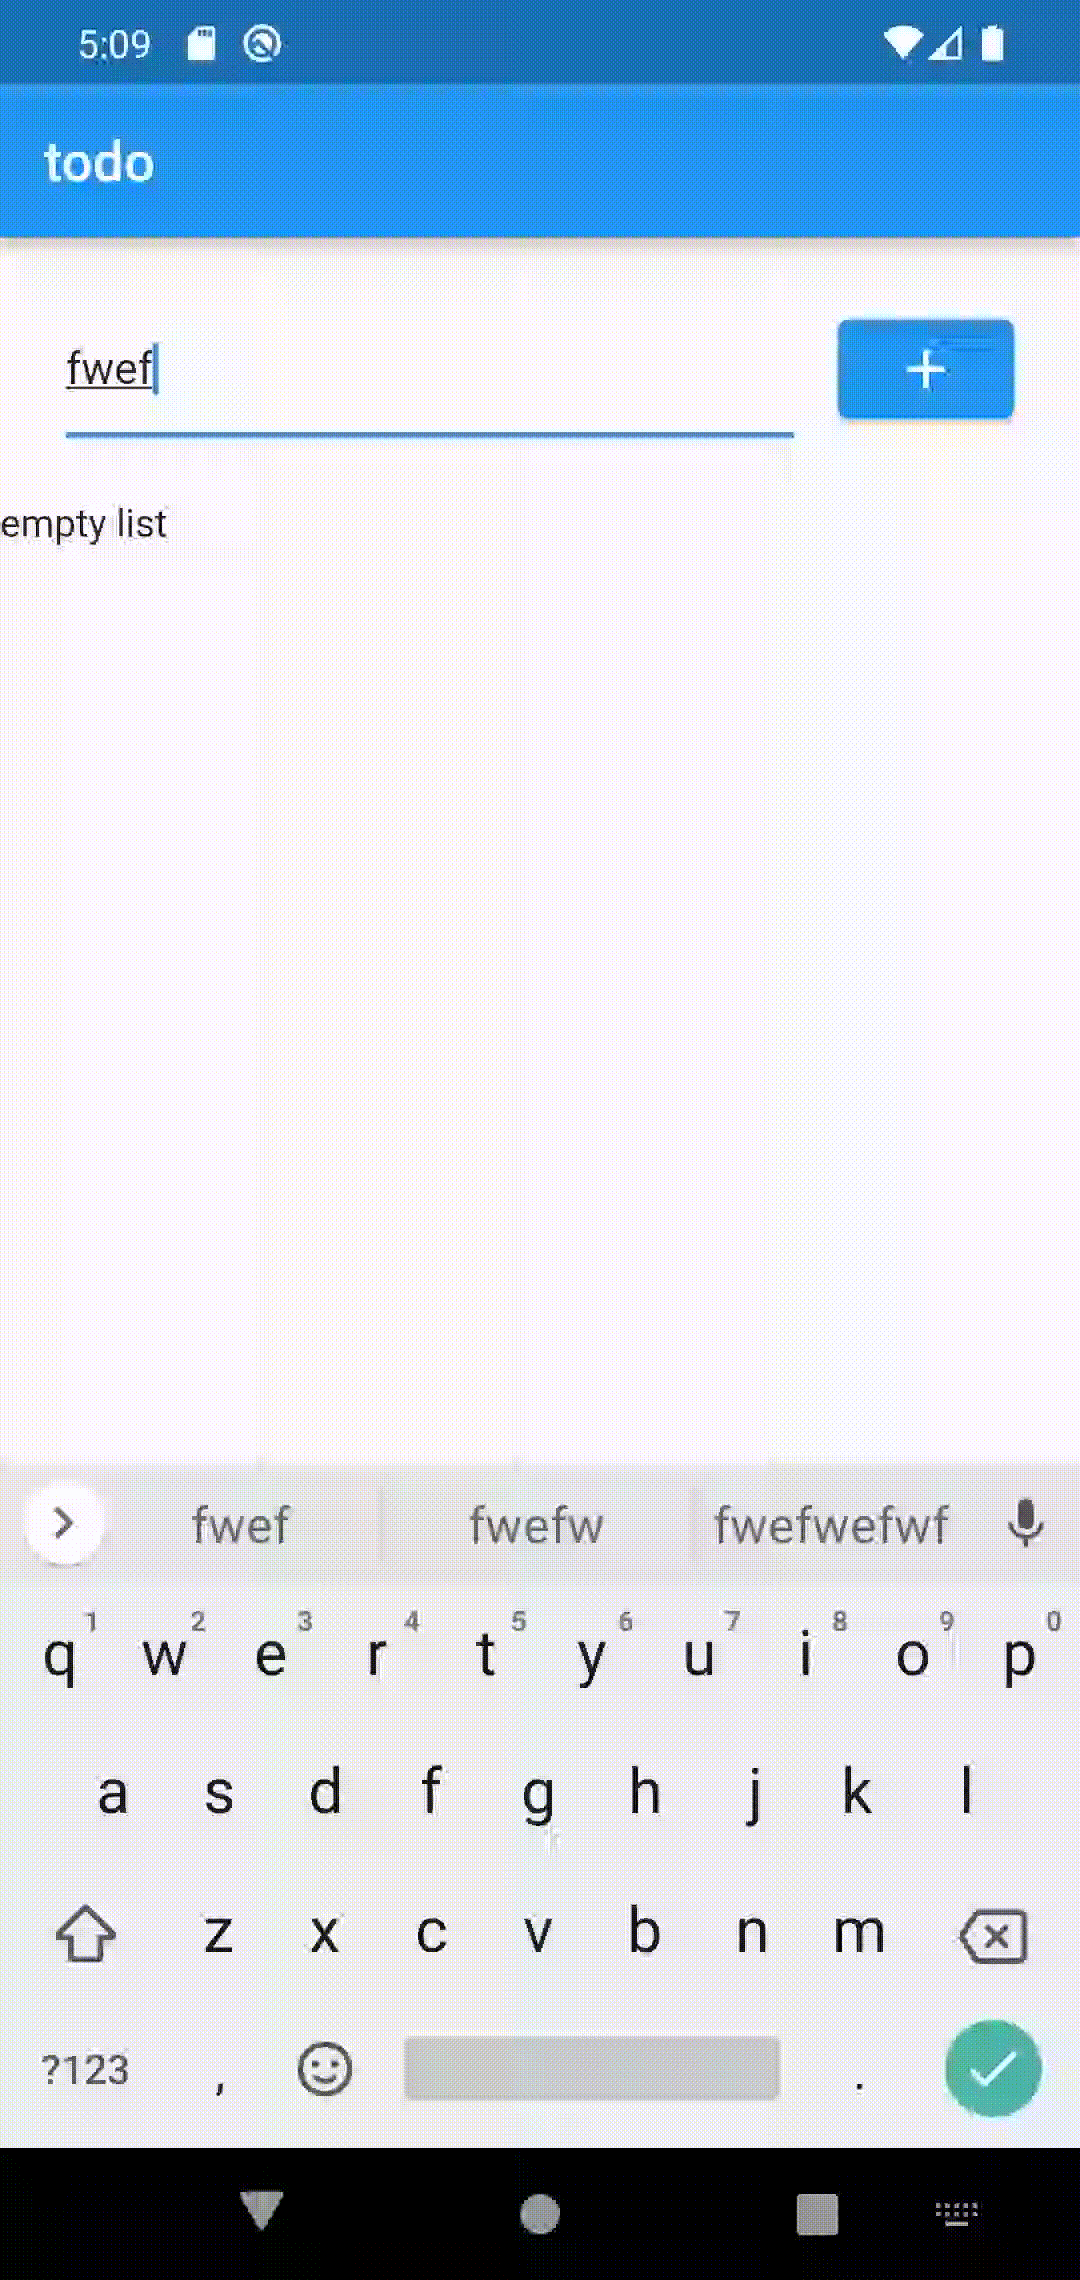 5:09
todo
fwef
+
empty list
fwef fwefw fwefwefwf
1 2 3 4 5 6 7 8 9 0
q w e r t y u i o p
a s d f g h j k l
z x c v b n m
?123 , .